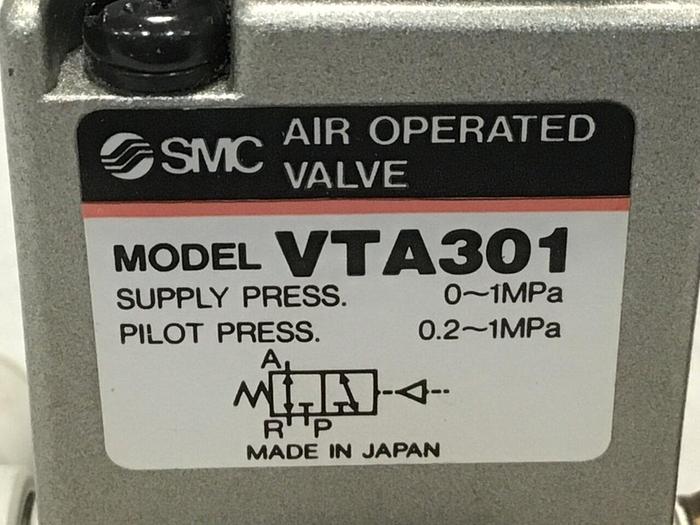 SMC AIR OPERATED
VALVE
MODEL VTA301
SUPPLY PRESS. 0~1MPa
PILOT PRESS. 0.2~1MPa
A
R P
MADE IN JAPAN